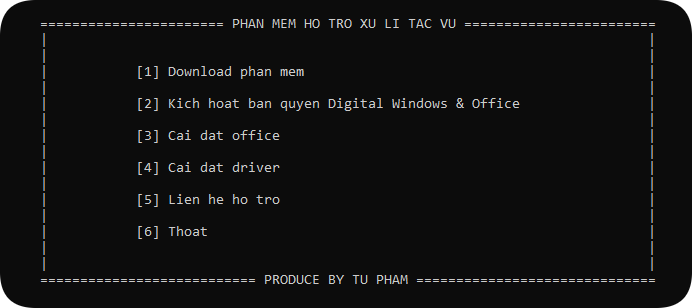 ======================= PHAN MEM HO TRO XU LI TAC VU ========================
[1] Download phan mem
[2] Kich hoat ban quyen Digital Windows & Office
[3] Cai dat office
[4] Cai dat driver
[5] Lien he ho tro
[6] Thoat
=========================== PRODUCE BY TU PHAM ==============================